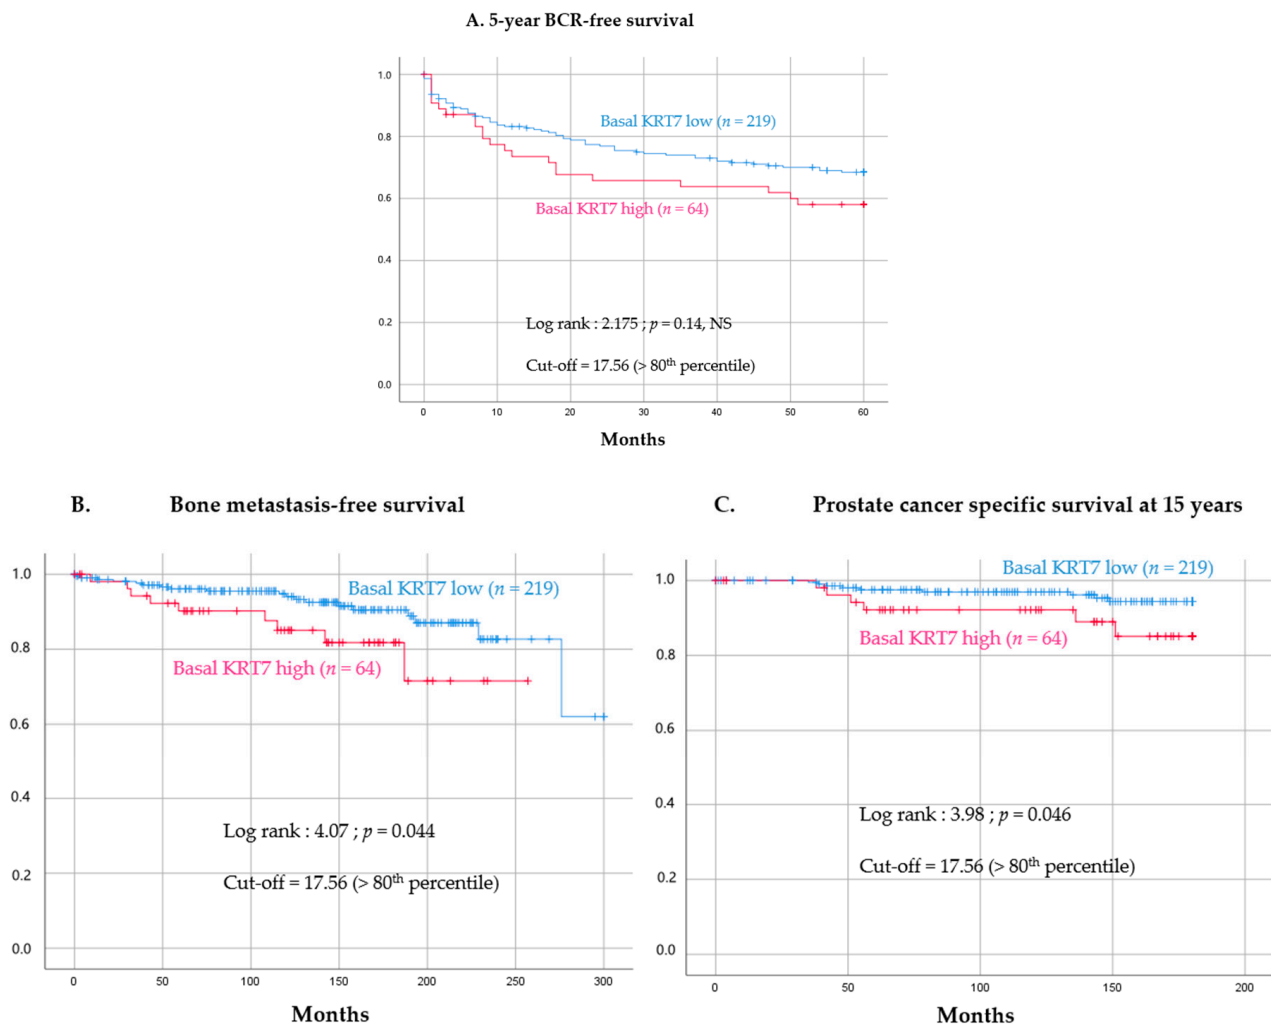 A. 5-year BCR-free survival
1.0
0.8
0.6
0.4
0.2
0.0
Basal KRT7 low (n = 219)
Basal KRT7 high (n = 64)
Log rank : 2.175 ; p = 0.14, NS
Cut-off = 17.56 (> 80th percentile)
0 10 20 30 40 50 60
Months
B. Bone metastasis-free survival
1.0
0.8
0.6
0.4
0.2
0.0
Basal KRT7 low (n = 219)
Basal KRT7 high (n = 64)
Log rank : 4.07 ; p = 0.044
Cut-off = 17.56 (> 80th percentile)
0 50 100 150 200 250 300
Months
C. Prostate cancer specific survival at 15 years
1.0
0.8
0.6
0.4
0.2
0.0
Basal KRT7 low (n = 219)
Basal KRT7 high (n = 64)
Log rank : 3.98 ; p = 0.046
Cut-off = 17.56 (> 80th percentile)
0 50 100 150 200
Months